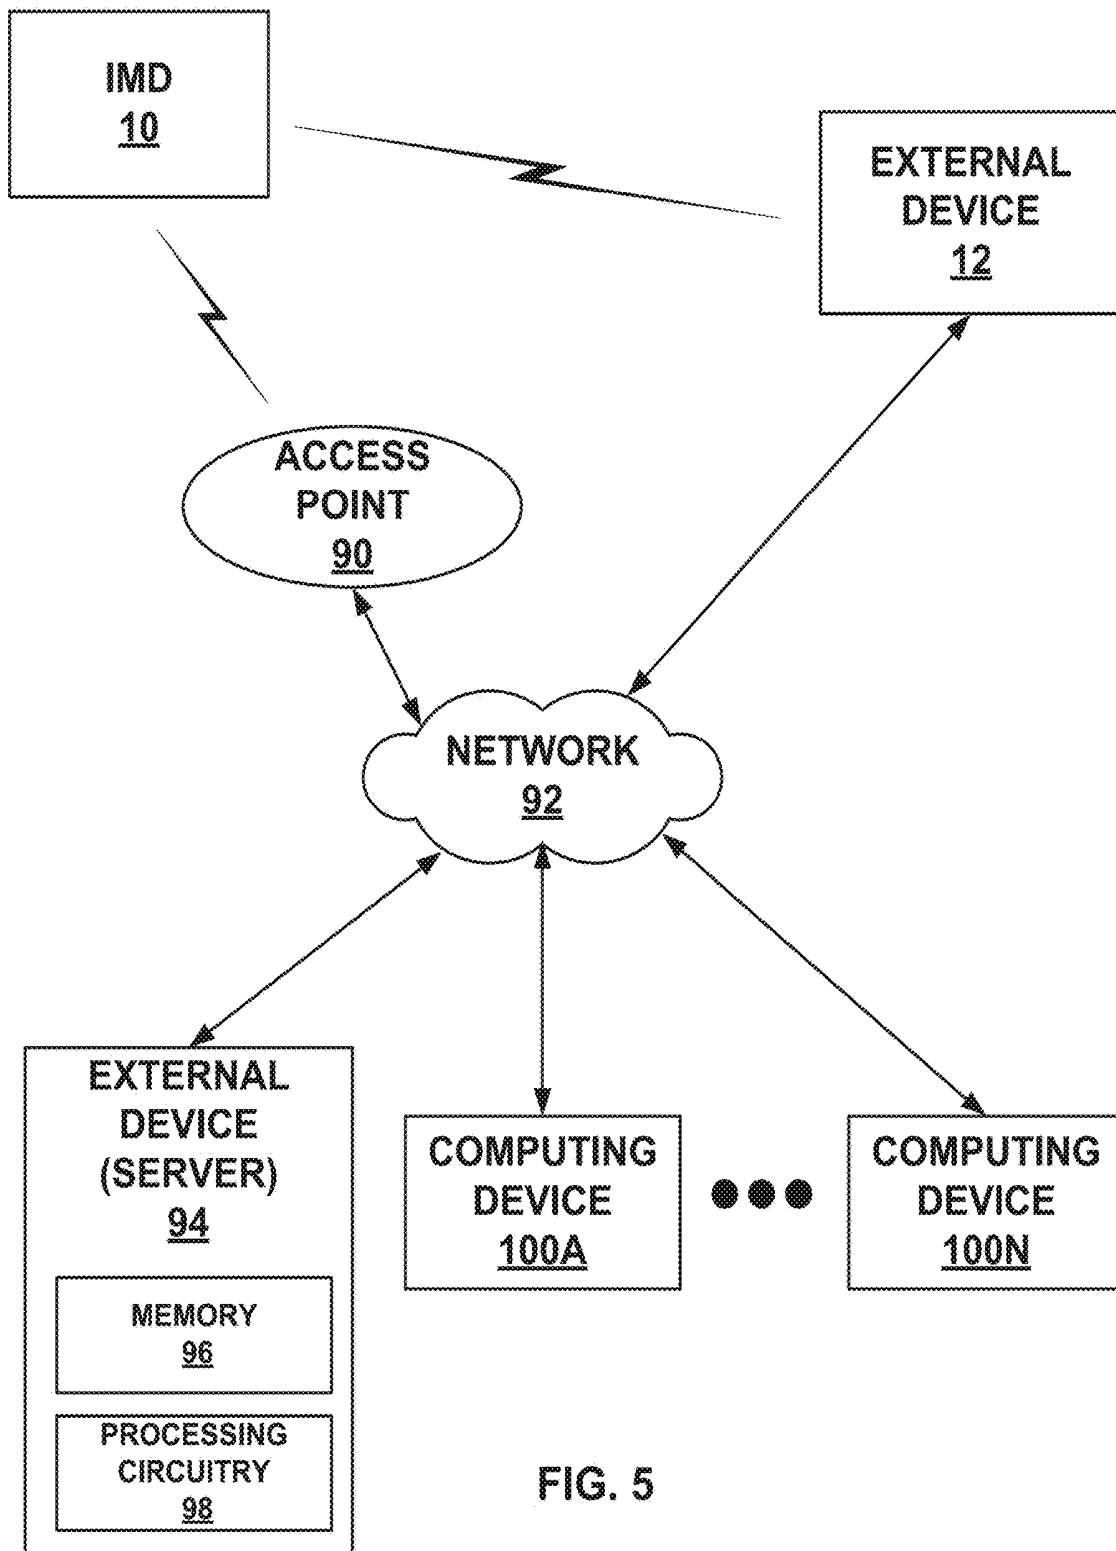 IMD
10
EXTERNAL
DEVICE
12
ACCESS
POINT
90
NETWORK
92
EXTERNAL
DEVICE
(SERVER)
94
MEMORY
96
PROCESSING
CIRCUITRY
98
COMPUTING
DEVICE
100A
COMPUTING
DEVICE
100N
FIG. 5